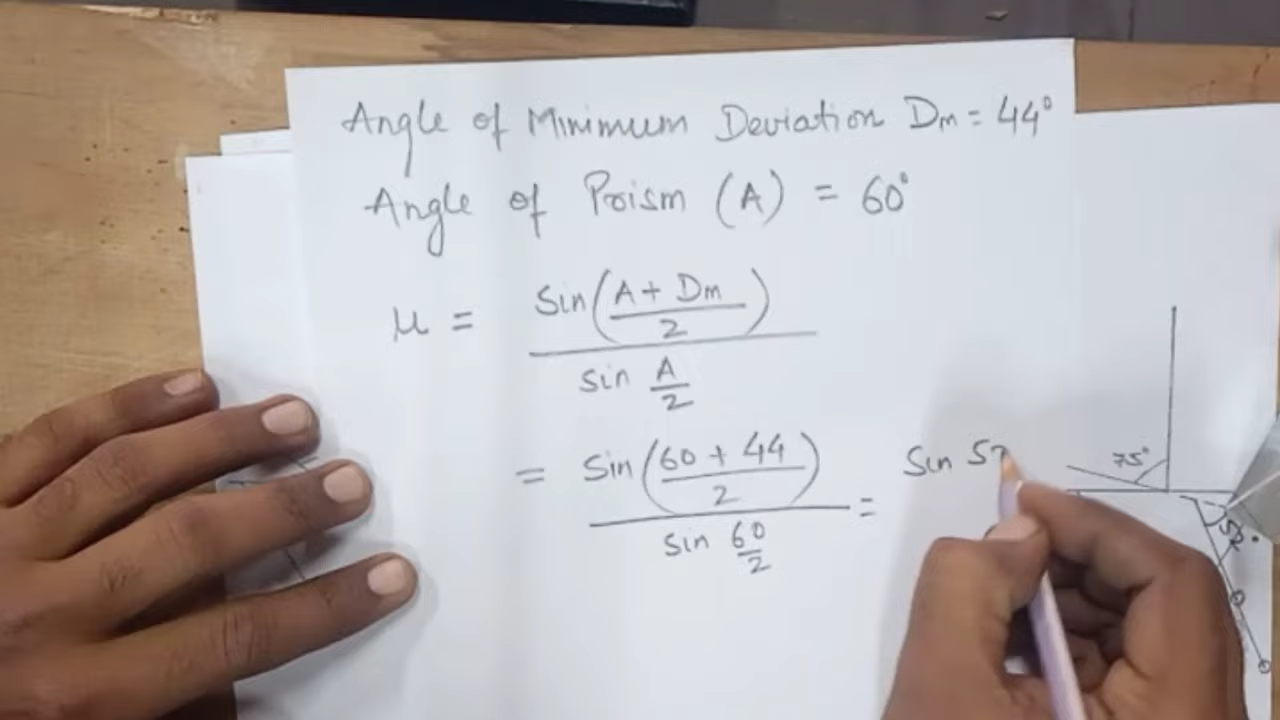 Angle of Minimum Deviation Dm = 44°
Angle of Prism (A) = 60°
μ = Sin(A + Dm / 2) / sin A/2
= Sin(60 + 44 / 2) / sin 60/2 = Sin 52
75°